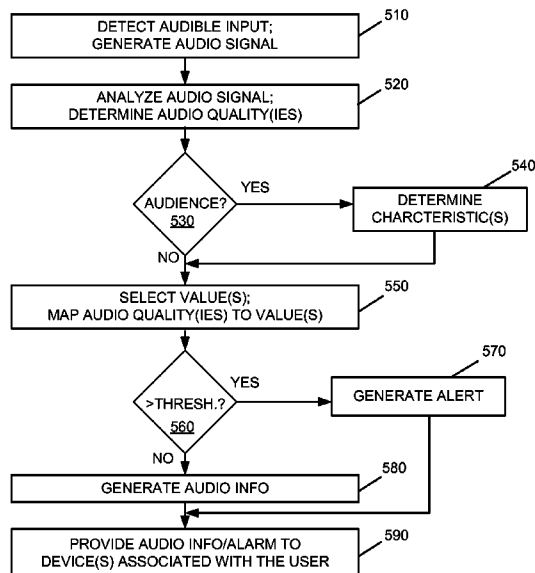 DETECT AUDIBLE INPUT;
GENERATE AUDIO SIGNAL
510
ANALYZE AUDIO SIGNAL;
DETERMINE AUDIO QUALITY(IES)
520
AUDIENCE?
530
YES
NO
DETERMINE
CHARCTERISTIC(S)
540
SELECT VALUE(S);
MAP AUDIO QUALITY(IES) TO VALUE(S)
550
>THRESH.?
560
YES
NO
GENERATE ALERT
570
GENERATE AUDIO INFO
580
PROVIDE AUDIO INFO/ALARM TO
DEVICE(S) ASSOCIATED WITH THE USER
590